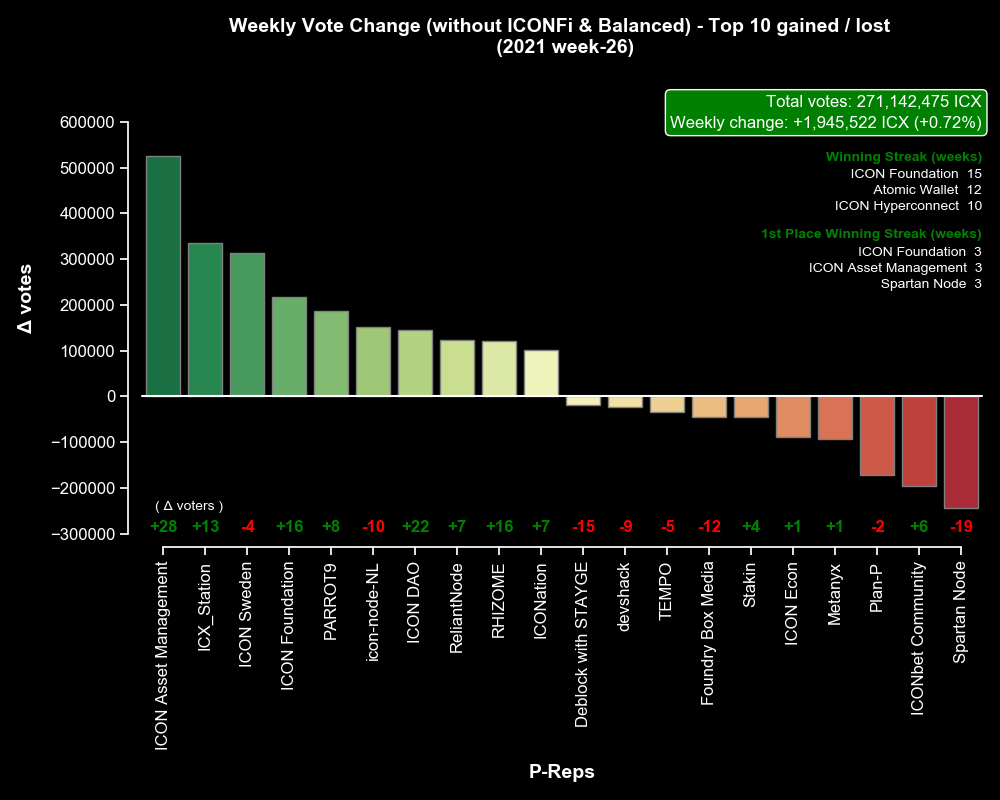 Weekly Vote Change (without ICONFi & Balanced) - Top 10 gained / lost
(2021 week-26)
Total votes: 271,142,475 ICX
Weekly change: +1,945,522 ICX (+0.72%)
Winning Streak (weeks)
ICON Foundation 15
Atomic Wallet 12
ICON Hyperconnect 10
1st Place Winning Streak (weeks)
ICON Foundation 3
ICON Asset Management 3
Spartan Node 3
Δ votes
600000
500000
400000
300000
200000
100000
0
−100000
−200000
−300000
( Δ voters )
+28 +13 -4 +16 +8 -10 +22 +7 +16 +7 -15 -9 -5 -12 +4 +1 +1 -2 +6 -19
ICON Asset Management
ICX_Station
ICON Sweden
ICON Foundation
PARROT9
icon-node-NL
ICON DAO
ReliantNode
RHIZOME
ICONation
Deblock with STAYGE
devshack
TEMPO
Foundry Box Media
Stakin
ICON Econ
Metanyx
Plan-P
ICONbet Community
Spartan Node
P-Reps